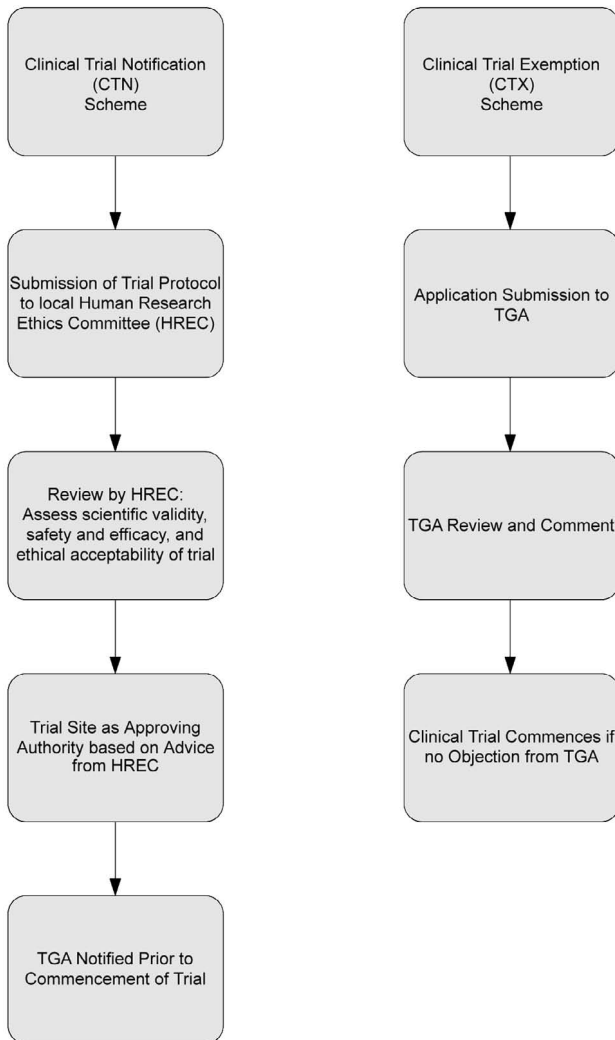 Clinical Trial Notification
(CTN)
Scheme
Submission of Trial Protocol
to local Human Research
Ethics Committee (HREC)
Review by HREC:
Assess scientific validity,
safety and efficacy, and
ethical acceptability of trial
Trial Site as Approving
Authority based on Advice
from HREC
TGA Notified Prior to
Commencement of Trial
Clinical Trial Exemption
(CTX)
Scheme
Application Submission to
TGA
TGA Review and Comment
Clinical Trial Commences if
no Objection from TGA